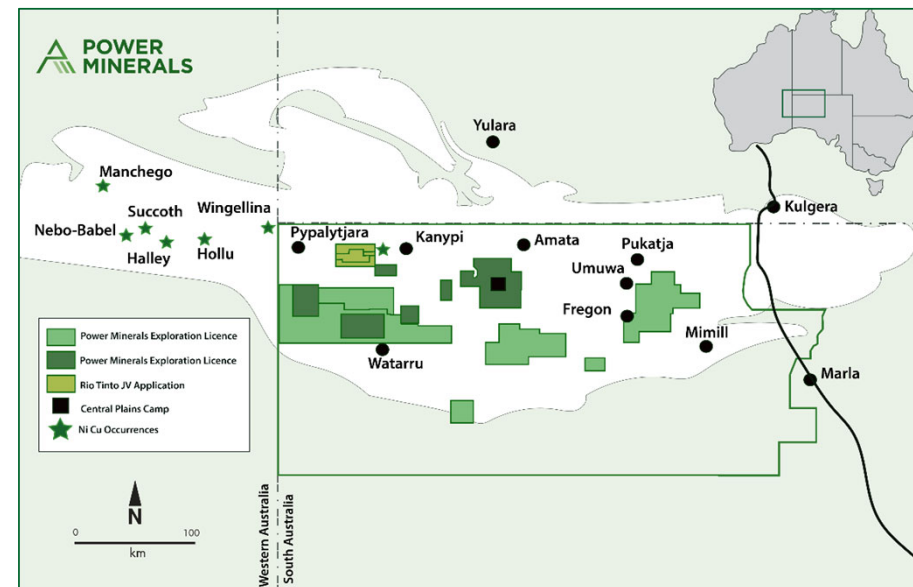 POWER
MINERALS
Yulara
Manchego
Succoth
Wingellina
Nebo-Babel
Halley
Hollu
Kulgera
Pypalytjara
Kanypi
Amata
Pukatja
Umuwa
Fregon
Mimill
Watarru
Marla
Power Minerals Exploration Licence
Power Minerals Exploration Licence
Rio Tinto JV Application
Central Plains Camp
Ni Cu Occurrences
N
0 100
km
Western Australia
South Australia